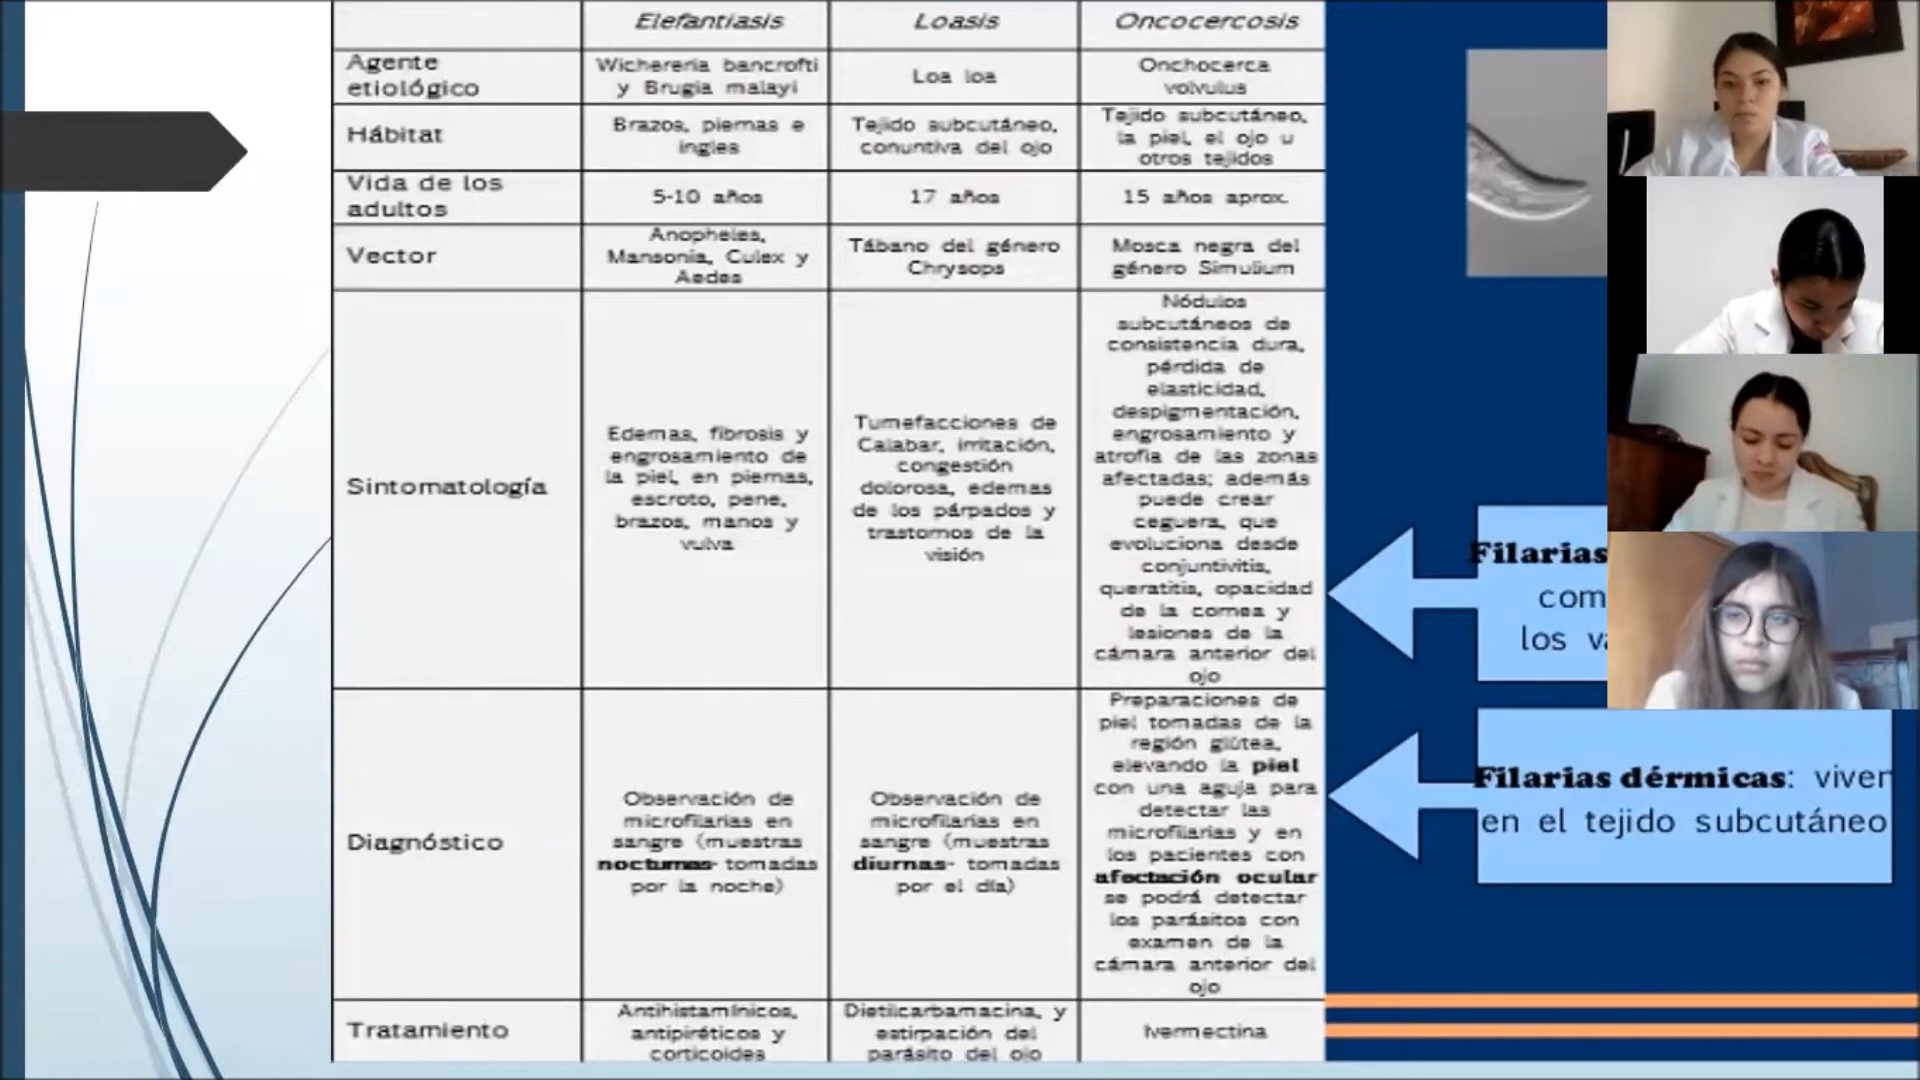 Elefantiasis Loasis Oncocercosis
Agente
etiológico
Wichereria bancrofti
y Brugia malayi
Loa loa
Onchocerca
volvulus
Hábitat
Brazos, piernas e
ingles
Tejido subcutáneo,
conuntiva del ojo
Tejido subcutáneo,
la piel, el ojo u
otros tejidos
Vida de los
adultos
5-10 años
17 años
15 años aprox.
Vector
Anopheles,
Mansonia, Culex y
Aedes
Tábano del género
Chrysops
Mosca negra del
género Simulium
Sintomatología
Edemas, fibrosis y
engrosamiento de
la piel, en piernas,
escroto, pene,
brazos, manos y
vulva
Tumefacciones de
Calabar, irritación,
congestión
dolorosa, edemas
de los párpados y
trastornos de la
visión
Nódulos
subcutáneos de
consistencia dura,
pérdida de
elasticidad,
despigmentación,
engrosamiento y
atrofia de las zonas
afectadas; además
puede crear
ceguera, que
evoluciona desde
conjuntivitis,
queratitis, opacidad
de la cornea y
lesiones de la
cámara anterior del
ojo
Diagnóstico
Observación de
microfilarias en
sangre (muestras
nocturnas- tomadas
por la noche)
Observación de
microfilarias en
sangre (muestras
diurnas- tomadas
por el día)
Preparaciones de
piel tomadas de la
región glútea,
elevando la piel
con una aguja para
detectar las
microfilarias y en
los pacientes con
afectación ocular
se podrá detectar
los parásitos con
examen de la
cámara anterior del
ojo
Tratamiento
Antihistamínicos,
antipiréticos y
corticoides
Dietilcarbamacina, y
estirpación del
parásito del ojo
Ivermectina
Filarias
com
los va
Filarias dérmicas: viven
en el tejido subcutáneo